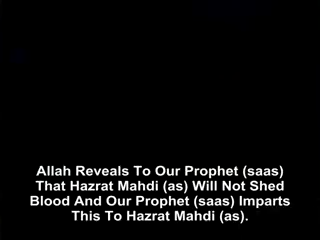 Allah Reveals To Our Prophet (saas)
That Hazrat Mahdi (as) Will Not Shed
Blood And Our Prophet (saas) Imparts
This To Hazrat Mahdi (as).